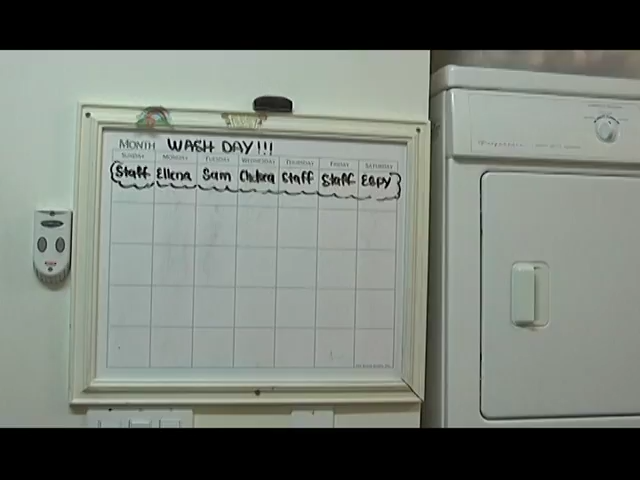 MONTH WASH DAY!!!
SUNDAY MONDAY TUESDAY WEDNESDAY THURSDAY FRIDAY SATURDAY
Staff Ellena Sam Chelsea Staff Staff Espy